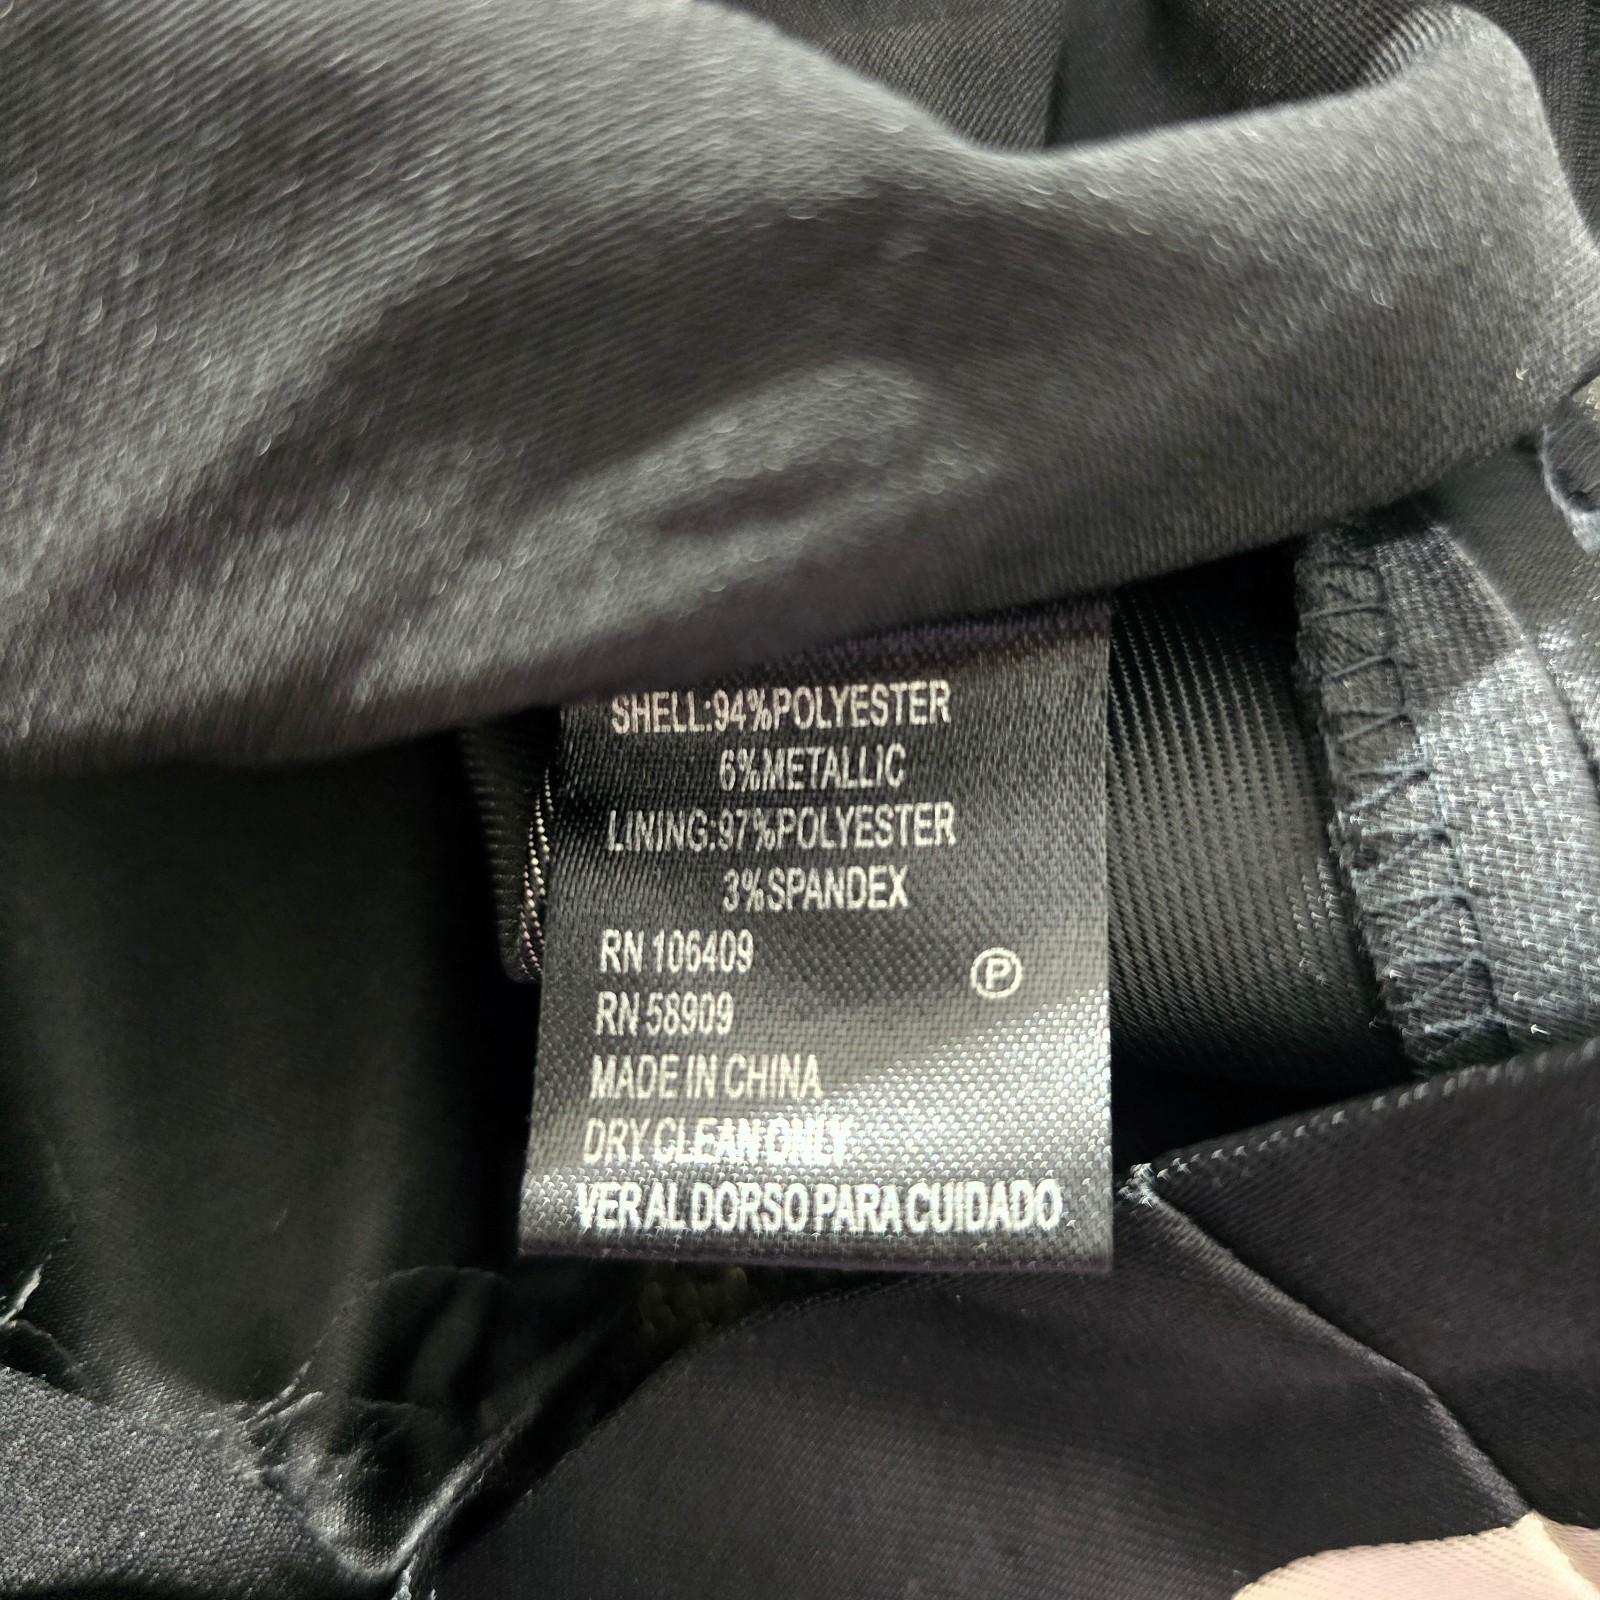 SHELL:94%POLYESTER
6%METALLIC
LINING:97%POLYESTER
3%SPANDEX
RN 106409
P
RN 58909
MADE IN CHINA
DRY CLEAN ONLY
VER AL DORSO PARA CUIDADO